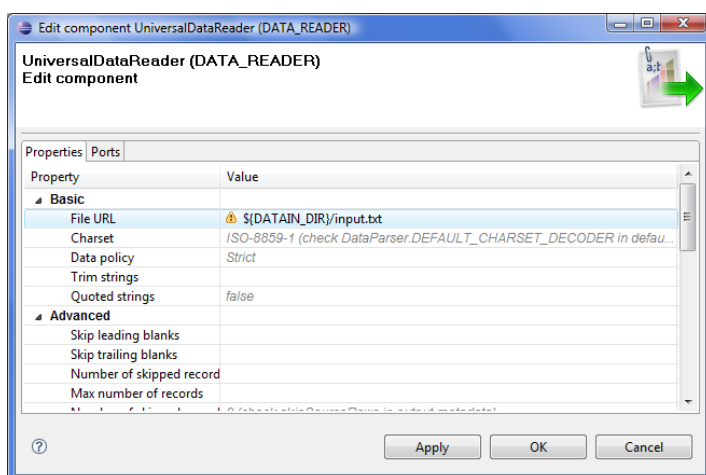 Edit component UniversalDataReader (DATA_READER)
UniversalDataReader (DATA_READER)
Edit component
a;b
Properties Ports
Property Value
Basic
File URL ${DATAIN_DIR}/input.txt
Charset ISO-8859-1 (check DataParser.DEFAULT_CHARSET_DECODER in defau...
Data policy Strict
Trim strings
Quoted strings false
Advanced
Skip leading blanks
Skip trailing blanks
Number of skipped record
Max number of records
Apply OK Cancel